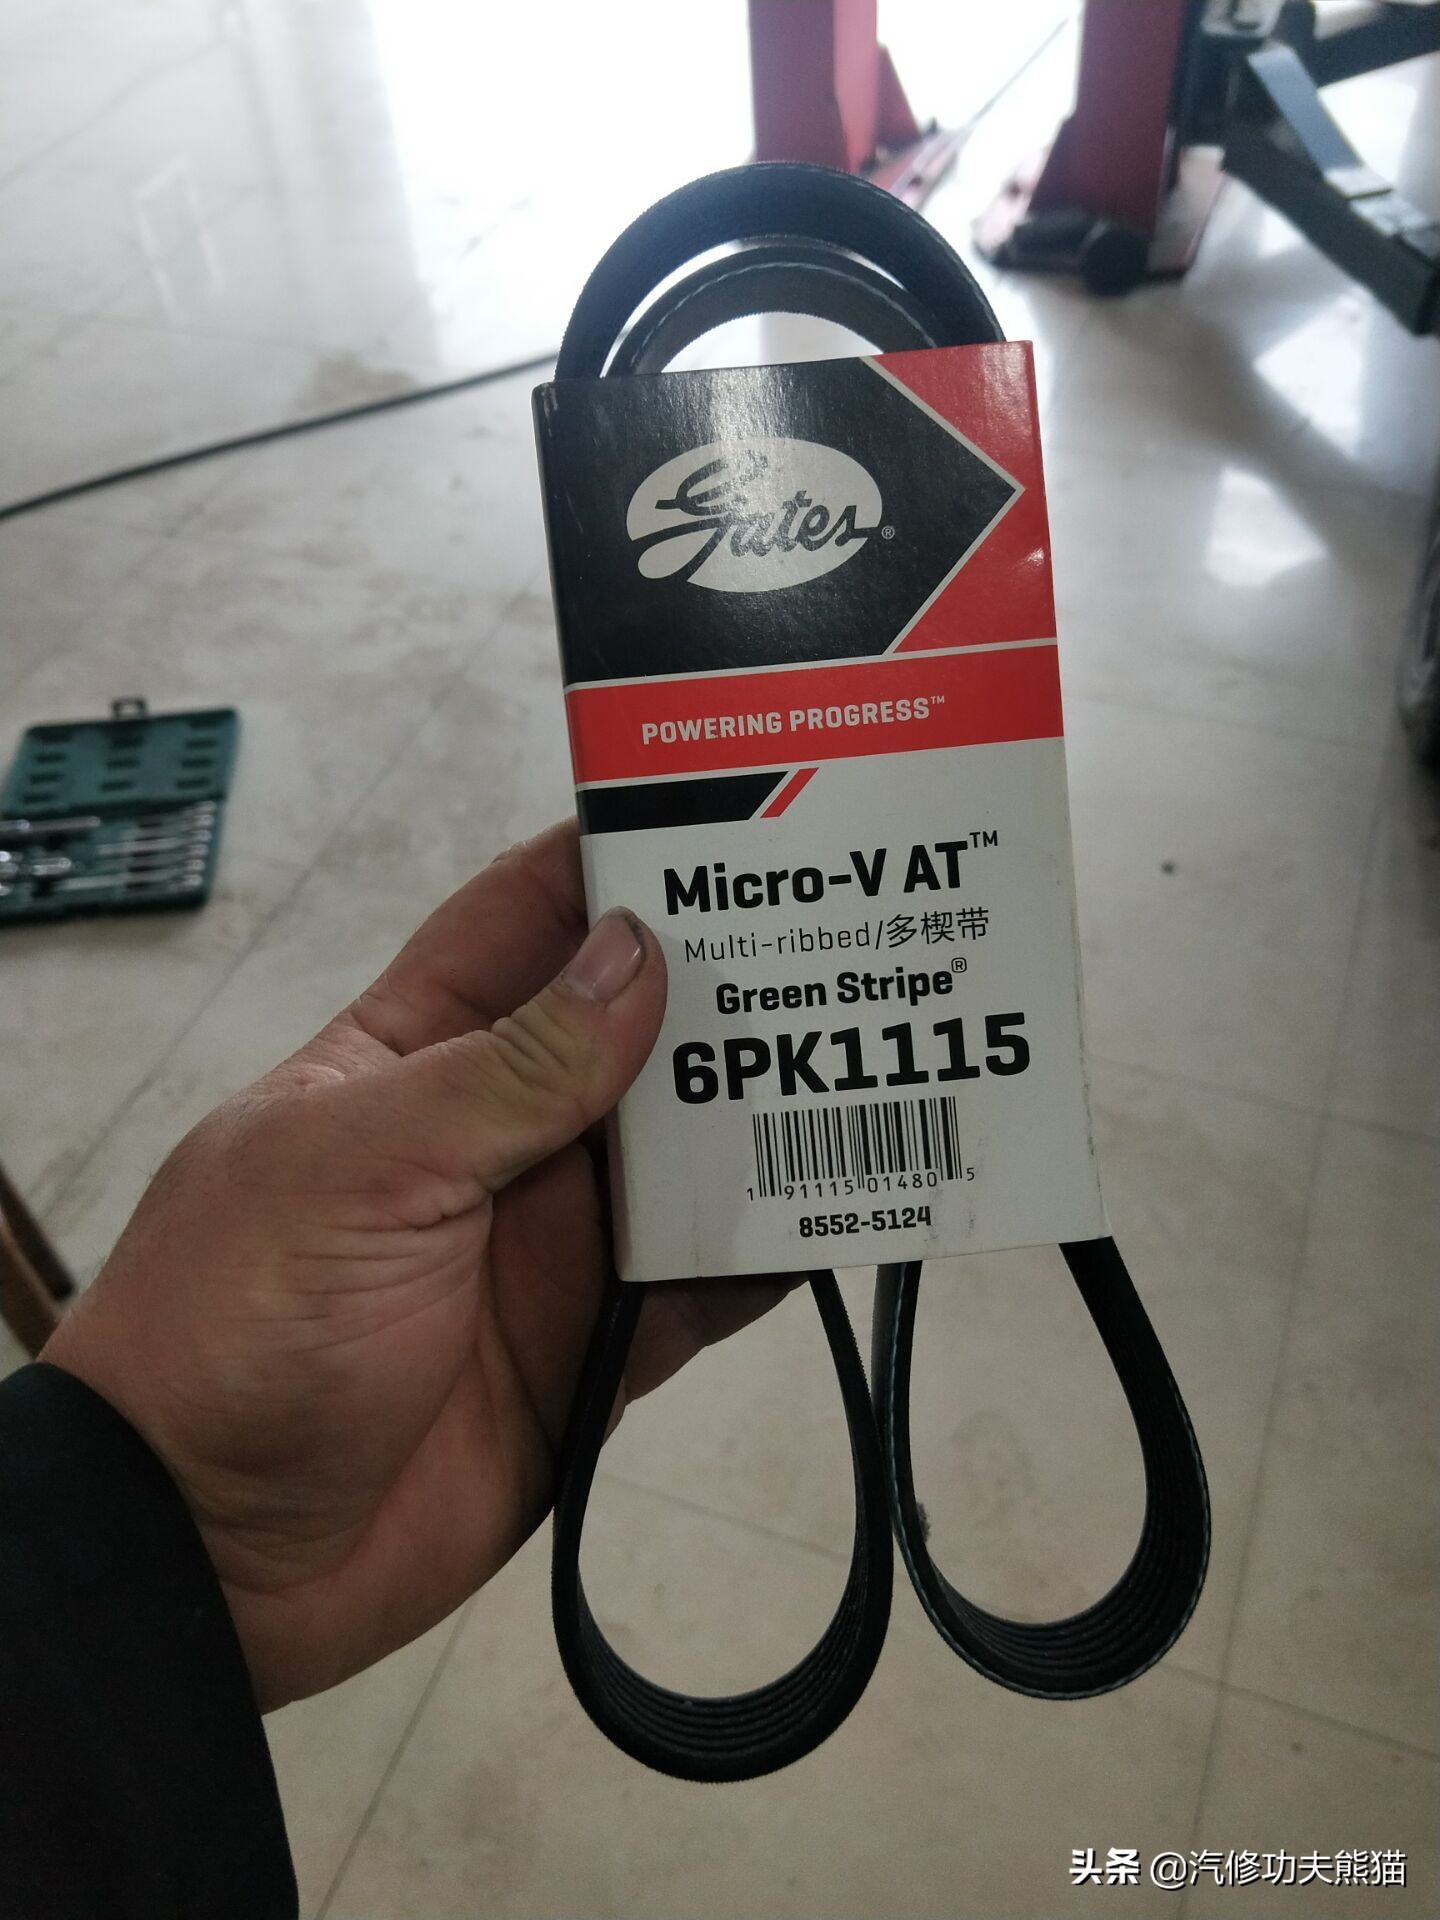 Gates®
POWERING PROGRESS™
Micro-V AT™
Multi-ribbed/多楔带
Green Stripe®
6PK1115
1 91115 01480 5
8552-5124
头条 @汽修功夫熊猫